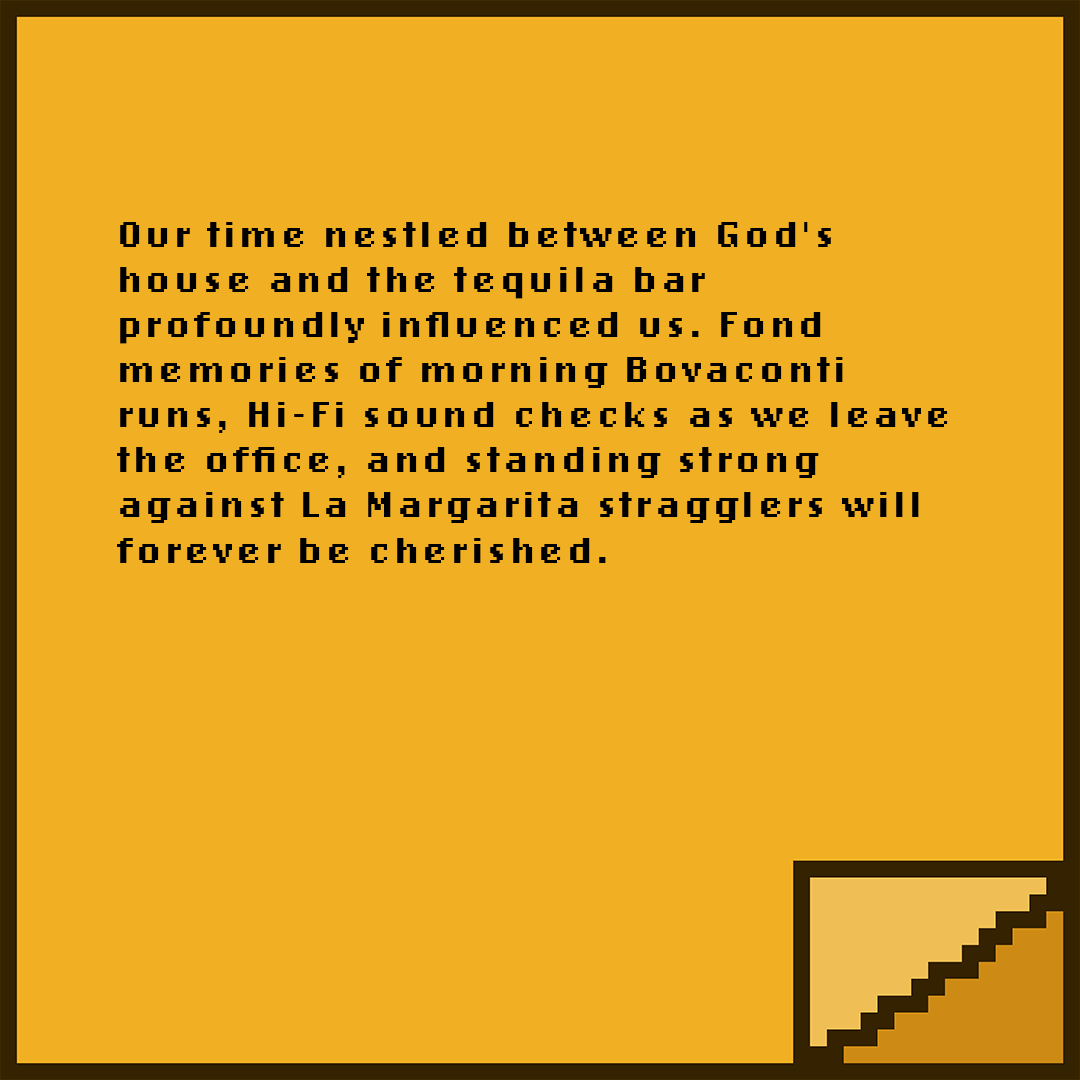 Our time nestled between God's
house and the tequila bar
profoundly influenced us. Fond
memories of morning Bovaconti
runs, Hi-Fi sound checks as we leave
the office, and standing strong
against La Margarita stragglers will
forever be cherished.